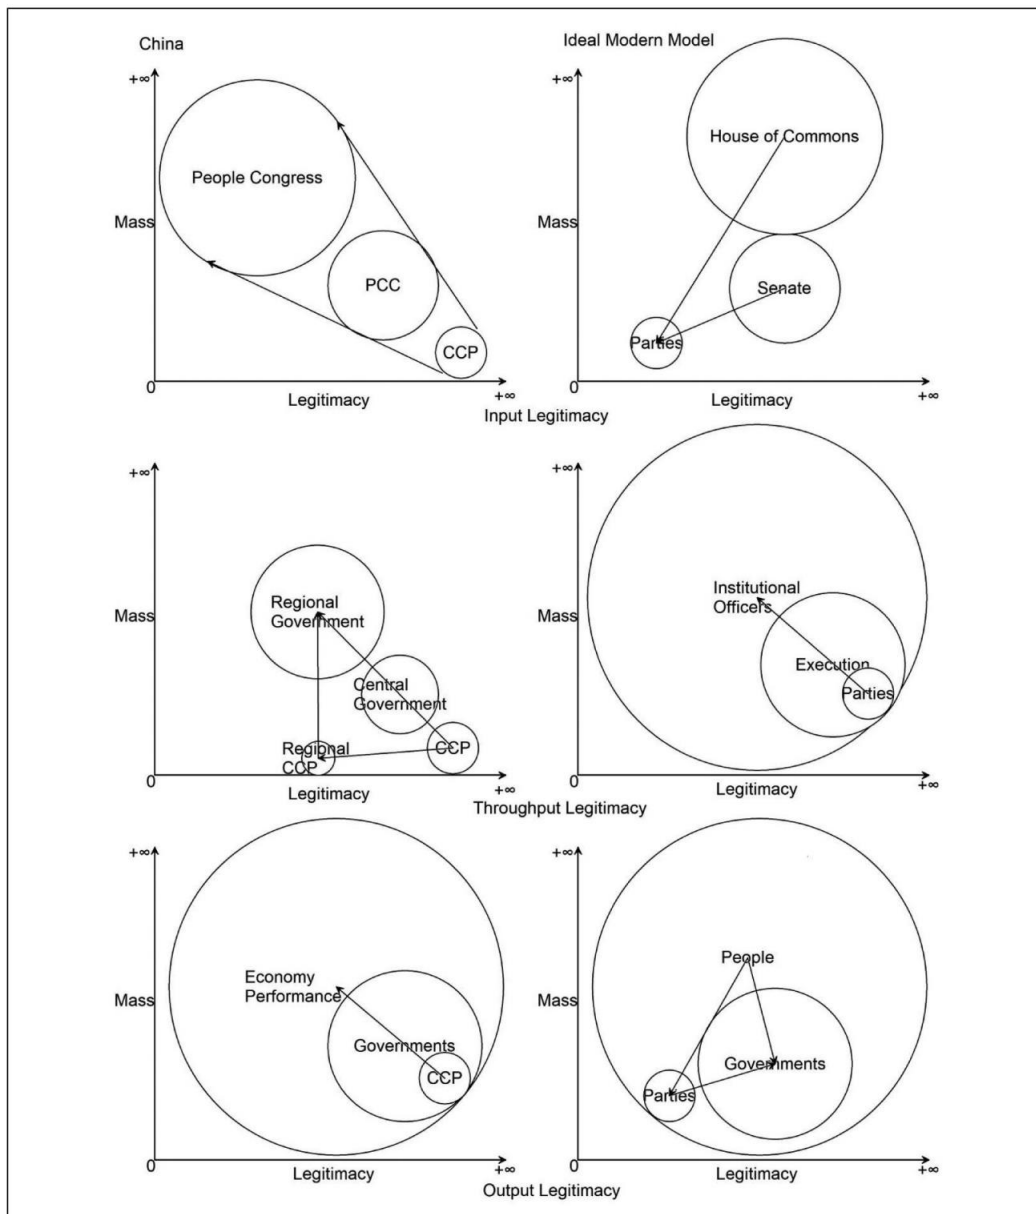 China
Ideal Modern Model
+∞
Mass
People Congress
PCC
CCP
0
Legitimacy
+∞
+∞
Mass
House of Commons
Senate
Parties
0
Legitimacy
+∞
Input Legitimacy
+∞
Mass
Regional
Government
Central
Government
Regional
CCP
CCP
0
Legitimacy
+∞
+∞
Mass
Institutional
Officers
Execution
Parties
0
Legitimacy
+∞
Throughput Legitimacy
+∞
Mass
Economy
Performance
Governments
CCP
0
Legitimacy
+∞
+∞
Mass
People
Governments
Parties
0
Legitimacy
+∞
Output Legitimacy